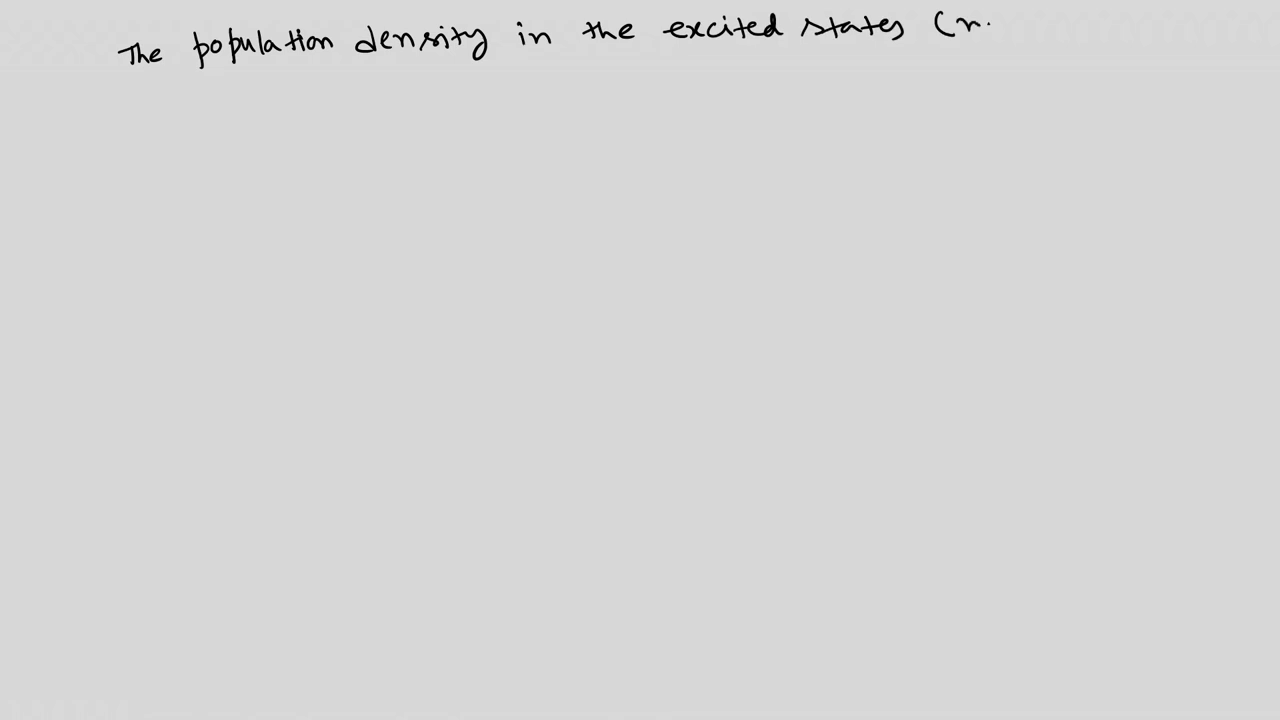 The population density in the excited states (n.